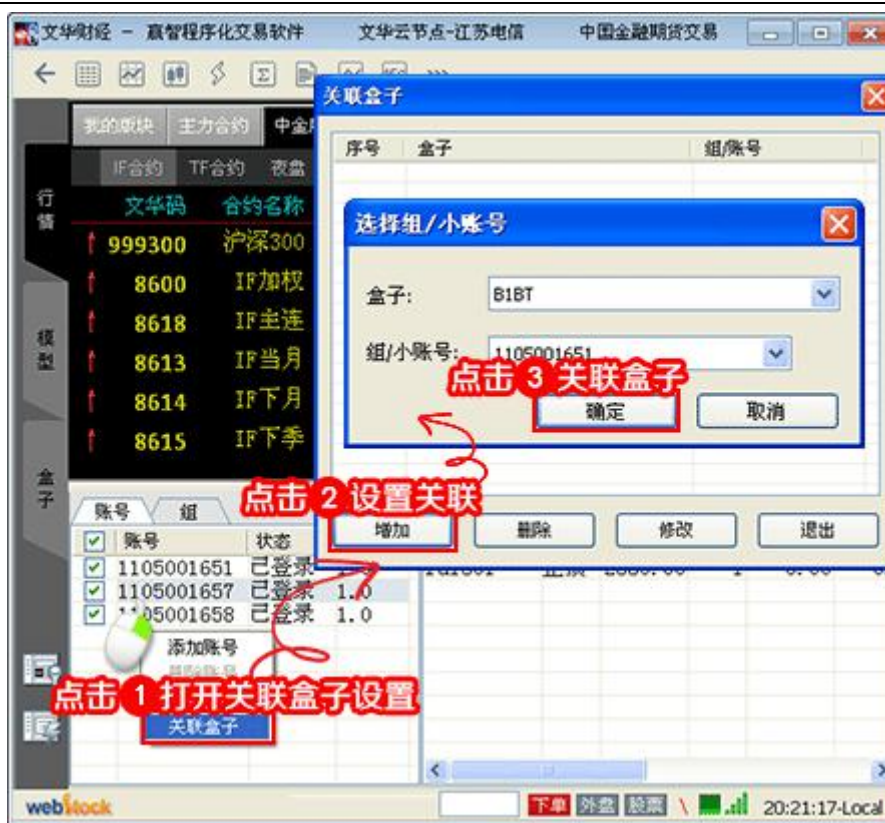 文华财经 - 赢智程序化交易软件 文华云节点-江苏电信 中国金融期货交易
我的版块 主力合约
IF合约 TF合约 夜盘
文华码 合约名称
999300 沪深300
8600 IF加权
8618 IF主连
8613 IF当月
8614 IF下月
8615 IF下季
行情
模型
盒子
关联盒子
序号 盒子 组/账号
选择组/小账号
盒子: B1BT
组/小账号: 1105001651
点击 3 关联盒子
确定 取消
点击 2 设置关联
增加 删除 修改 退出
账号 组
账号 状态
1105001651 已登录
1105001657 已登录 1.0
1105001658 已登录 1.0
添加账号
点击 1 打开关联盒子设置
关联盒子
webstock
下单 外盘 股票 20:21:17-Local